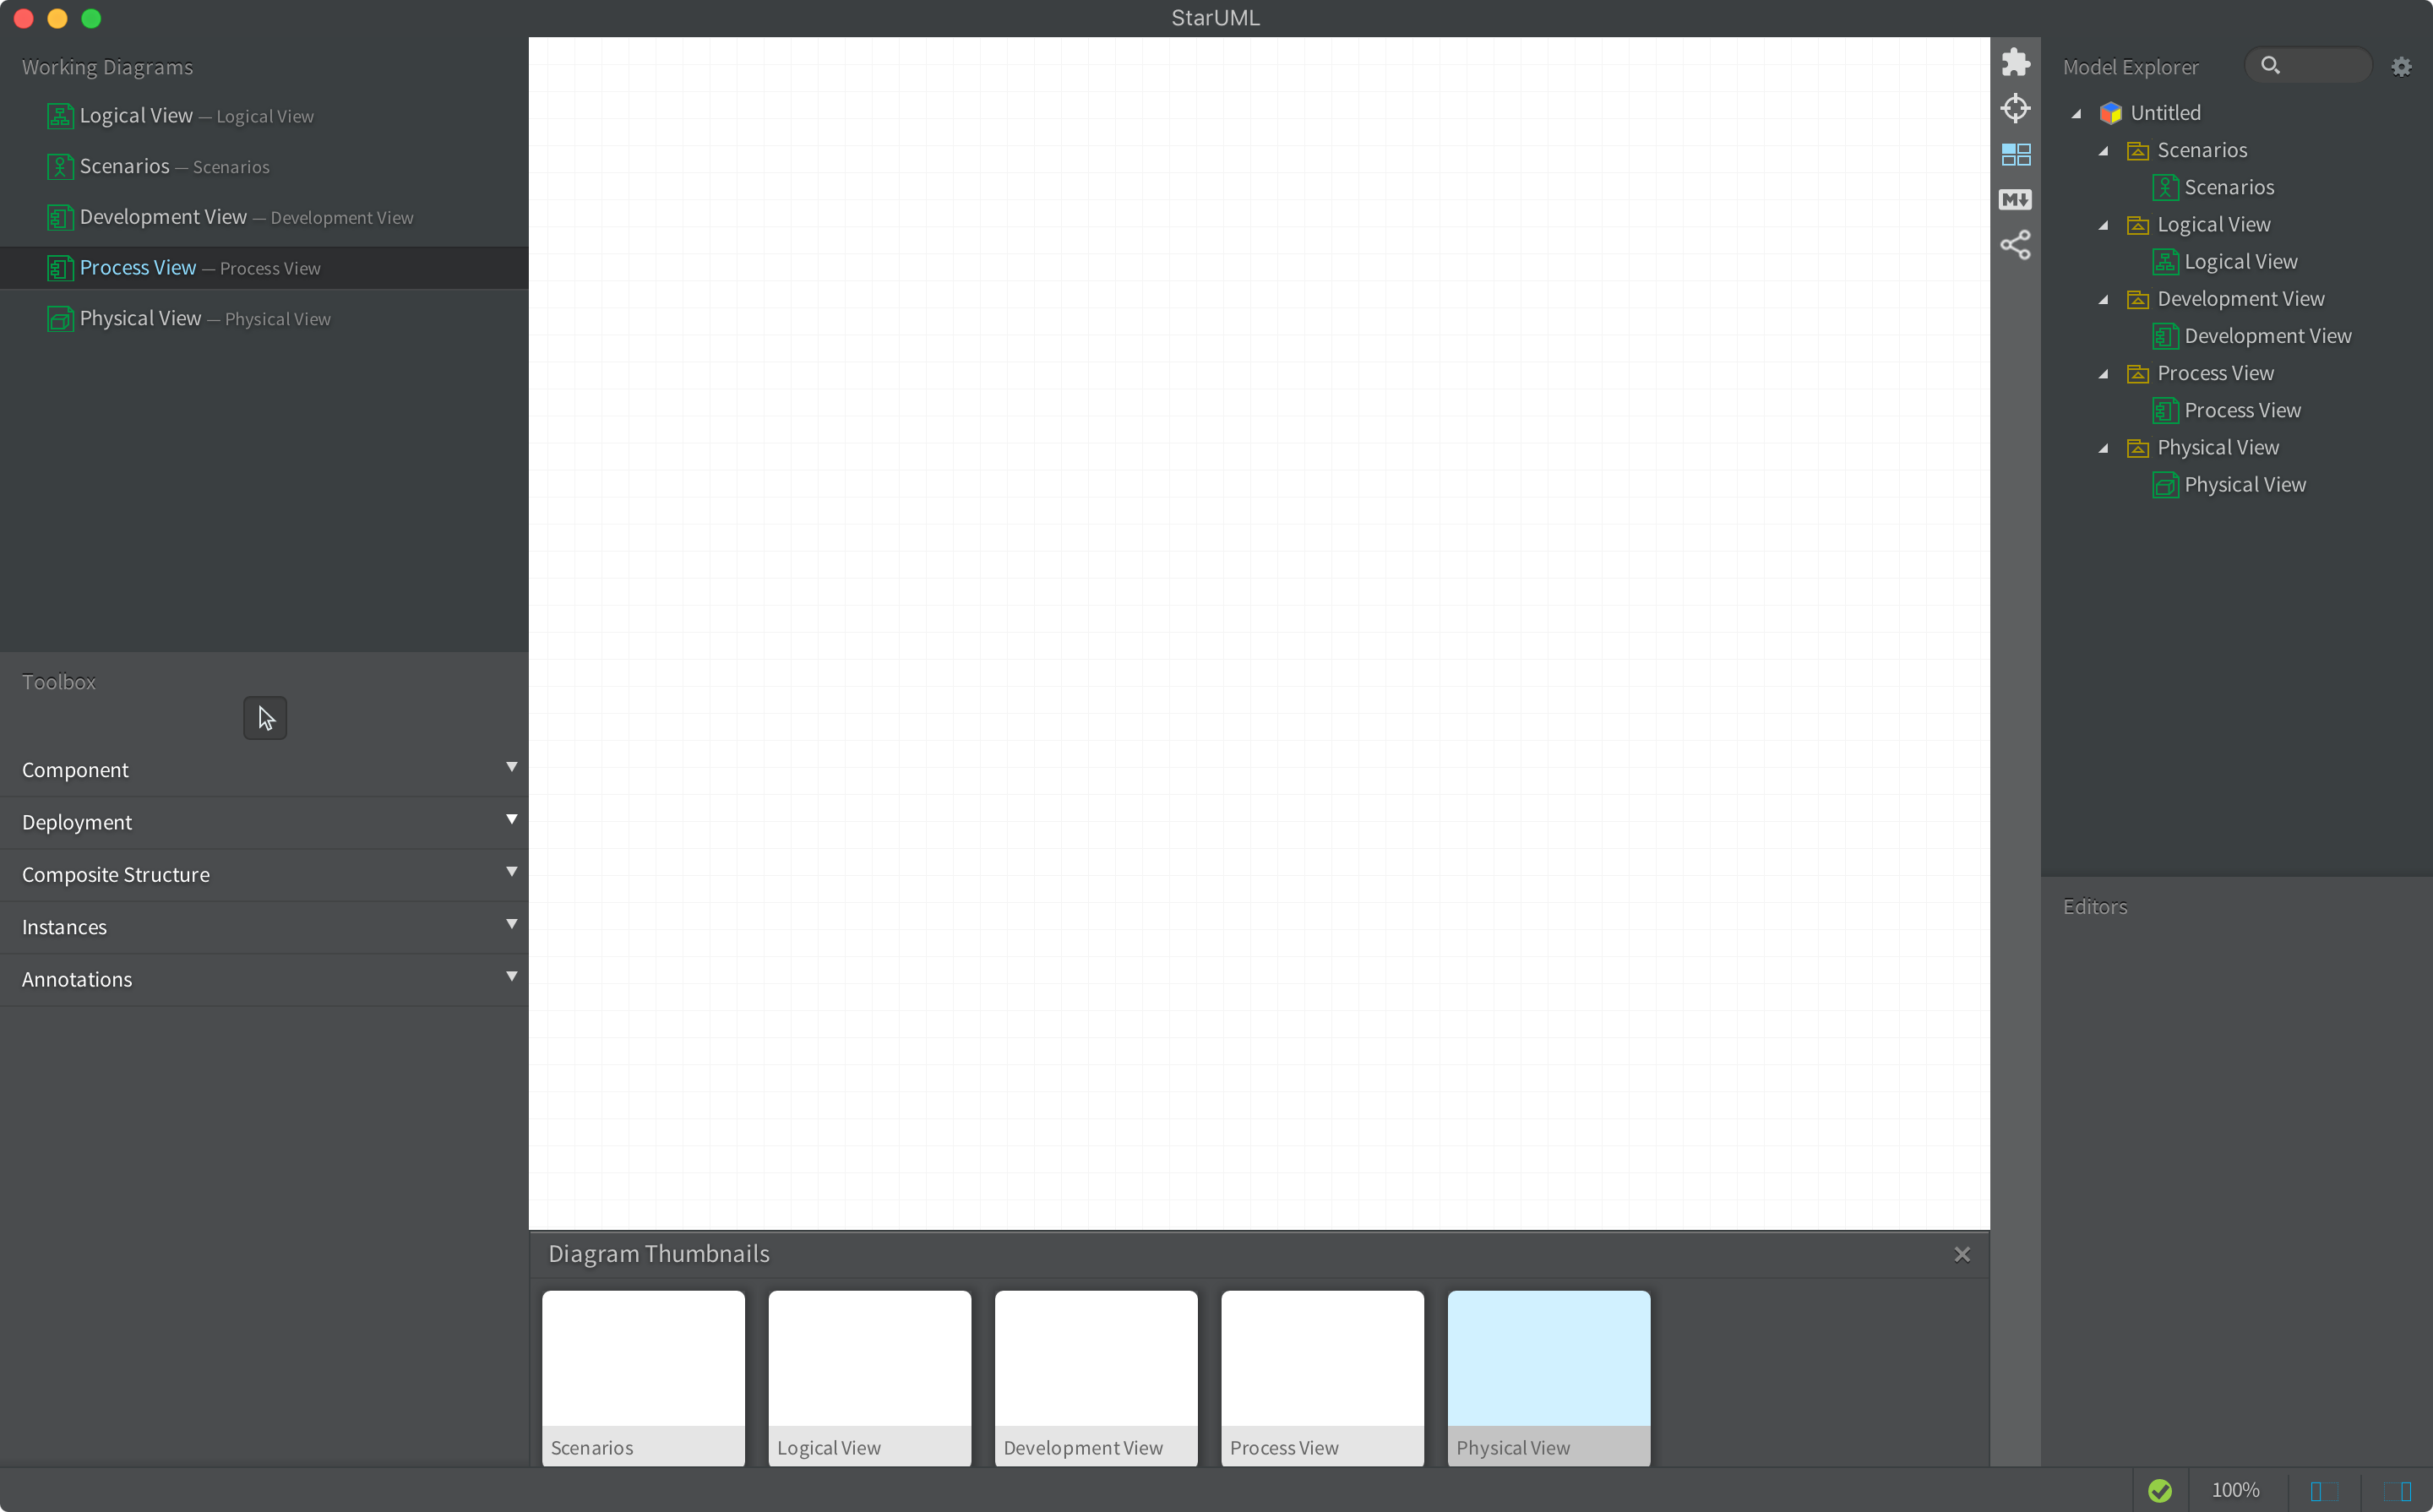 StarUML
Working Diagrams
Logical View — Logical View
Scenarios — Scenarios
Development View — Development View
Process View — Process View
Physical View — Physical View
Toolbox
Component
Deployment
Composite Structure
Instances
Annotations
Diagram Thumbnails
Scenarios
Logical View
Development View
Process View
Physical View
M
Model Explorer
Untitled
Scenarios
Scenarios
Logical View
Logical View
Development View
Development View
Process View
Process View
Physical View
Physical View
Editors
100%